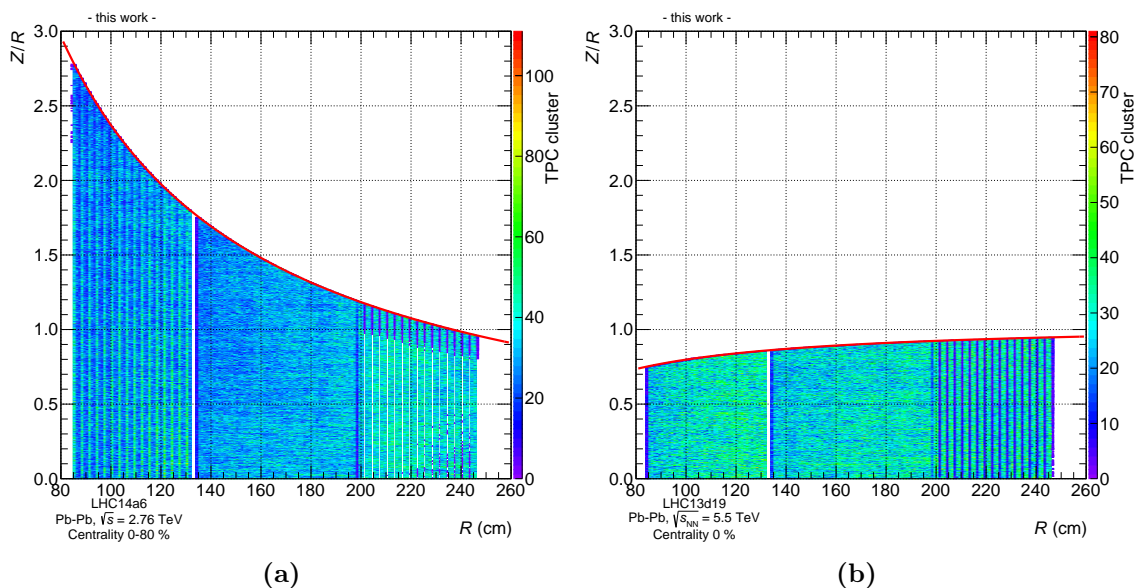 - this work -
Z/R
3.0
2.5
2.0
1.5
1.0
0.5
0.0
80 100 120 140 160 180 200 220 240 260
R (cm)
TPC cluster
100
80
60
40
20
0
LHC14a6
Pb-Pb, √s = 2.76 TeV
Centrality 0-80 %
(a)
- this work -
Z/R
3.0
2.5
2.0
1.5
1.0
0.5
0.0
80 100 120 140 160 180 200 220 240 260
R (cm)
TPC cluster
80
70
60
50
40
30
20
10
0
LHC13d19
Pb-Pb, √sNN = 5.5 TeV
Centrality 0 %
(b)